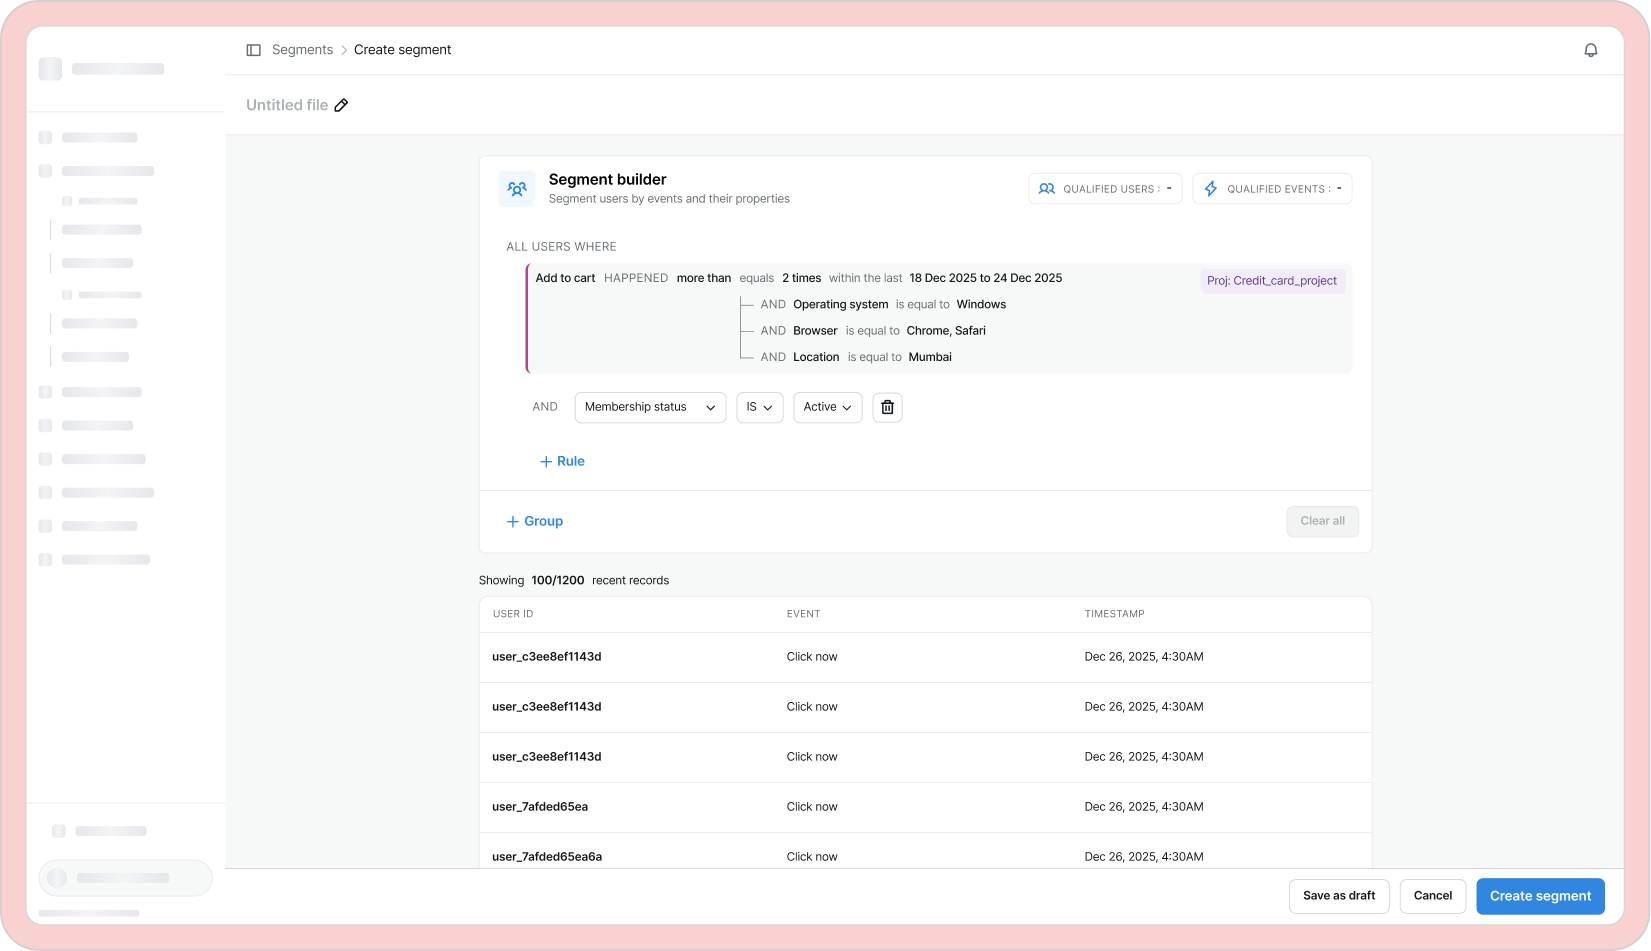 Segments > Create segment
Untitled file
Segment builder
Segment users by events and their properties
QUALIFIED USERS : -
QUALIFIED EVENTS : -
ALL USERS WHERE
Add to cart HAPPENED more than equals 2 times within the last 18 Dec 2025 to 24 Dec 2025
Proj: Credit_card_project
AND Operating system is equal to Windows
AND Browser is equal to Chrome, Safari
AND Location is equal to Mumbai
AND Membership status IS Active
+ Rule
+ Group
Clear all
Showing 100/1200 recent records
USER ID EVENT TIMESTAMP
user_c3ee8ef1143d Click now Dec 26, 2025, 4:30AM
user_c3ee8ef1143d Click now Dec 26, 2025, 4:30AM
user_c3ee8ef1143d Click now Dec 26, 2025, 4:30AM
user_7afded65ea Click now Dec 26, 2025, 4:30AM
user_7afded65ea6a Click now Dec 26, 2025, 4:30AM
Save as draft Cancel Create segment